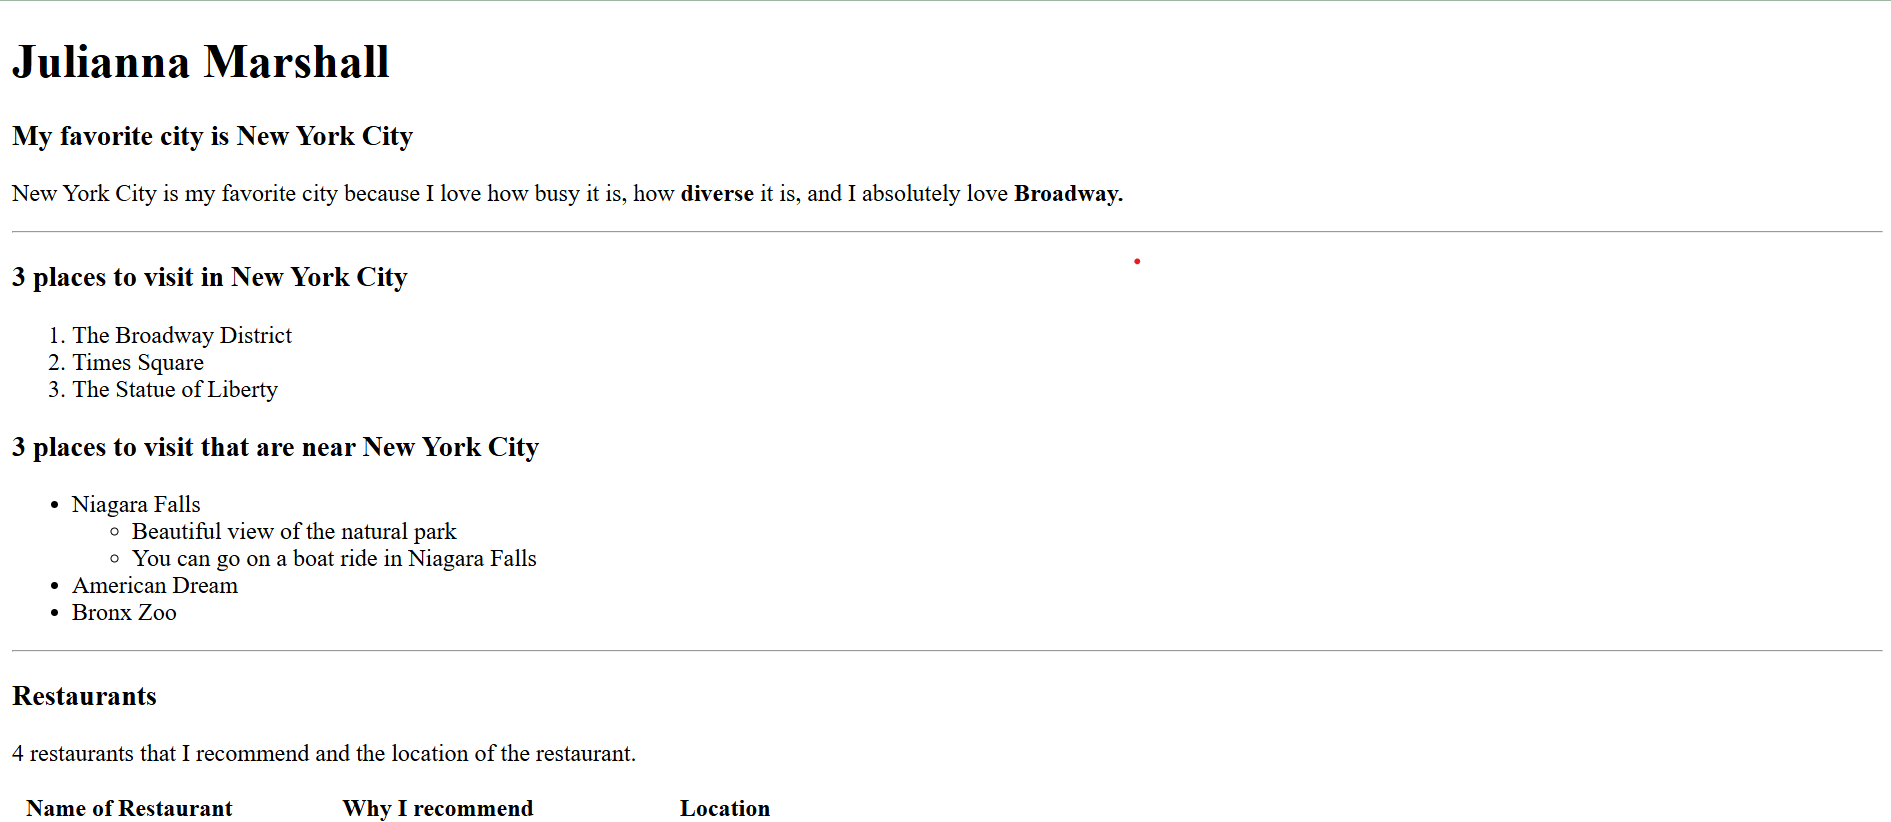 Julianna Marshall
My favorite city is New York City
New York City is my favorite city because I love how busy it is, how diverse it is, and I absolutely love Broadway.
3 places to visit in New York City
1. The Broadway District
2. Times Square
3. The Statue of Liberty
3 places to visit that are near New York City
• Niagara Falls
◦ Beautiful view of the natural park
◦ You can go on a boat ride in Niagara Falls
• American Dream
• Bronx Zoo
Restaurants
4 restaurants that I recommend and the location of the restaurant.
Name of Restaurant Why I recommend Location